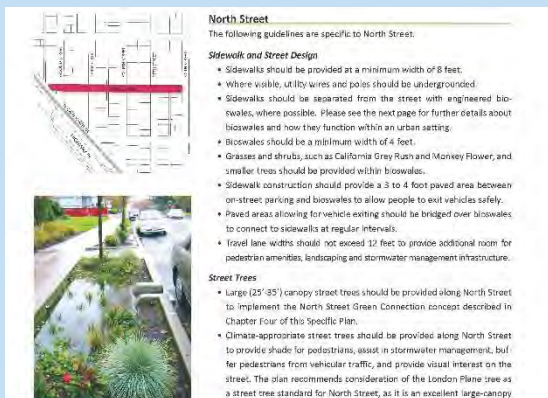 North Street
The following guidelines are specific to North Street.
Sidewalk and Street Design
• Sidewalks should be provided at a minimum width of 8 feet.
• Where visible, utility wires and poles should be undergrounded.
• Sidewalks should be separated from the street with engineered bio-
swales, where possible. Please see the next page for further details about
bioswales and how they function within an urban setting.
• Bioswales should be a minimum width of 4 feet.
• Grasses and shrubs, such as California Grey Rush and Monkey Flower, and
smaller trees should be provided within bioswales.
• Sidewalk construction should provide a 3 to 4 foot paved area between
on-street parking and bioswales to allow people to exit vehicles safely.
• Paved areas allowing for vehicle exiting should be bridged over bioswales
to connect to sidewalks at regular intervals.
• Travel lane widths should not exceed 12 feet to provide additional room for
pedestrian amenities, landscaping and stormwater management infrastructure.
Street Trees
• Large (25'-35') canopy street trees should be provided along North Street
to implement the North Street Green Connection concept described in
Chapter Four of this Specific Plan.
• Climate-appropriate street trees should be provided along North Street
to provide shade for pedestrians, assist in stormwater management, buf-
fer pedestrians from vehicular traffic, and provide visual interest on the
street. The plan recommends consideration of the London Plane tree as
a street tree standard for North Street, as it is an excellent large-canopy